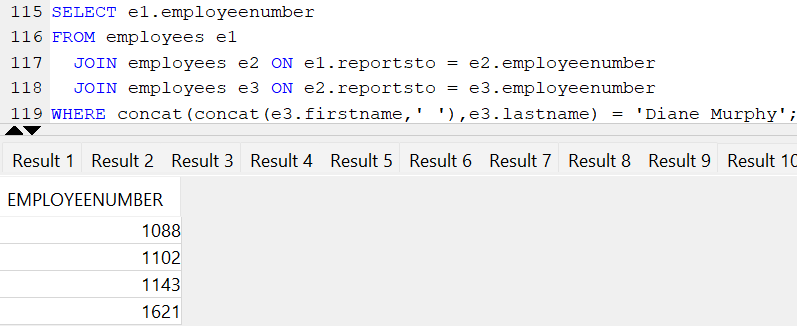 115 SELECT e1.employeenumber
116 FROM employees e1
117   JOIN employees e2 ON e1.reportsto = e2.employeenumber
118   JOIN employees e3 ON e2.reportsto = e3.employeenumber
119 WHERE concat(concat(e3.firstname,' '),e3.lastname) = 'Diane Murphy';
Result 1 Result 2 Result 3 Result 4 Result 5 Result 6 Result 7 Result 8 Result 9 Result 10
EMPLOYEENUMBER
1088
1102
1143
1621